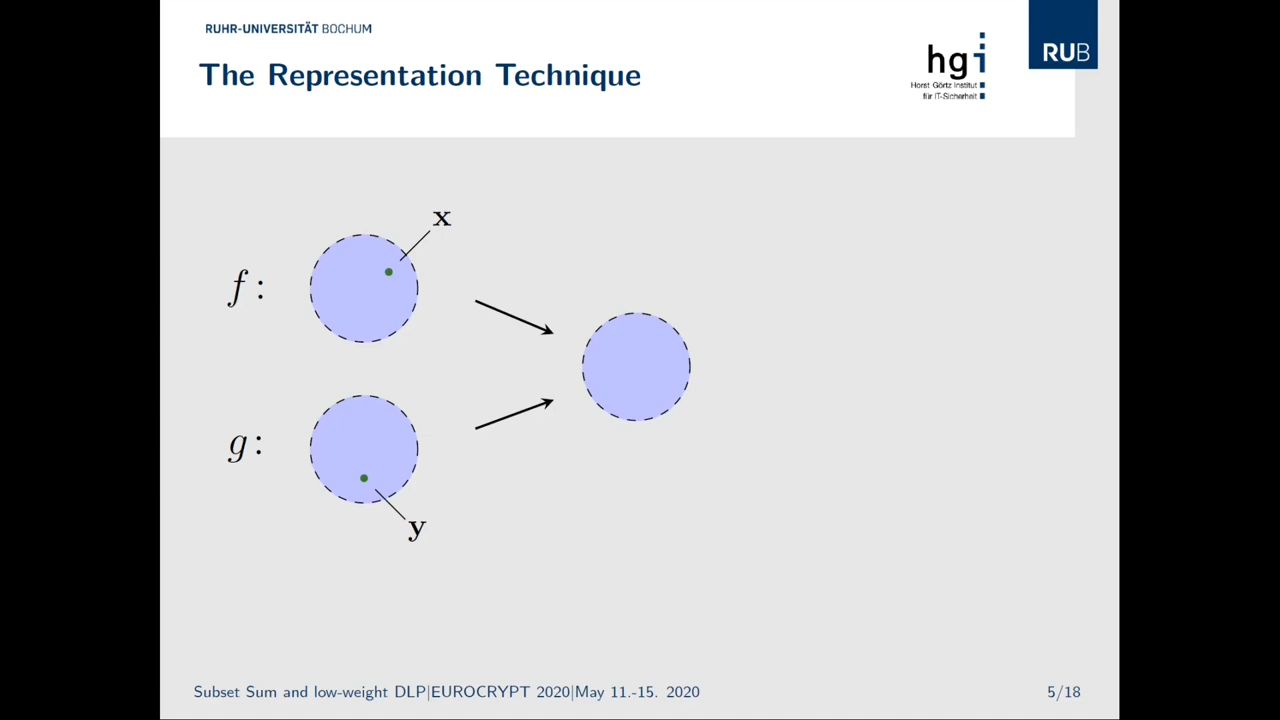 RUHR-UNIVERSITÄT BOCHUM
The Representation Technique
hgi
Horst Görtz Institut
für IT-Sicherheit
RUB
x
f :
g :
y
Subset Sum and low-weight DLP|EUROCRYPT 2020|May 11.-15. 2020
5/18